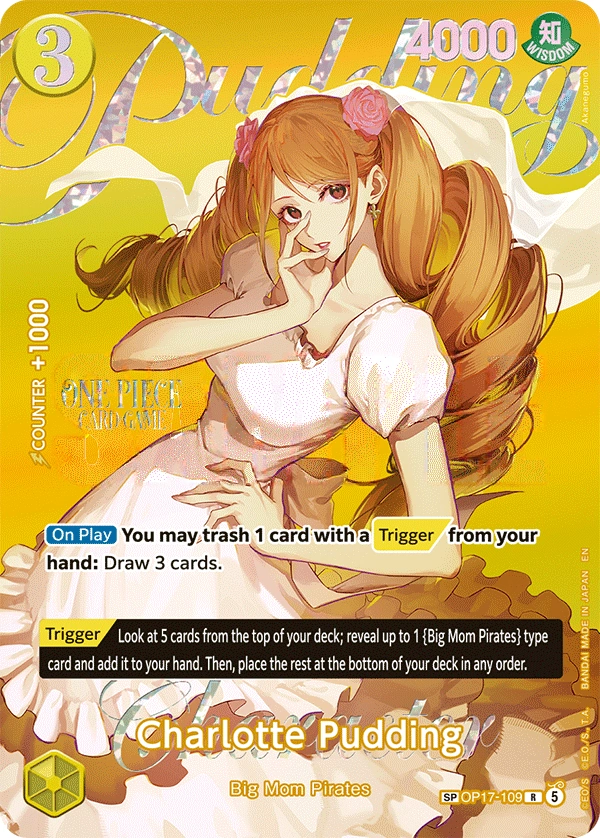 3
Pudding
4000
知
WISDOM
Akanegumo
COUNTER +1000
ONE PIECE
CARD GAME
On Play You may trash 1 card with a Trigger from your
hand: Draw 3 cards.
Trigger Look at 5 cards from the top of your deck; reveal up to 1 {Big Mom Pirates} type
card and add it to your hand. Then, place the rest at the bottom of your deck in any order.
Character
Charlotte Pudding
Big Mom Pirates
SP OP17-109 R 5
©E.O./S. ©E.O./S., T.A. BANDAI MADE IN JAPAN EN